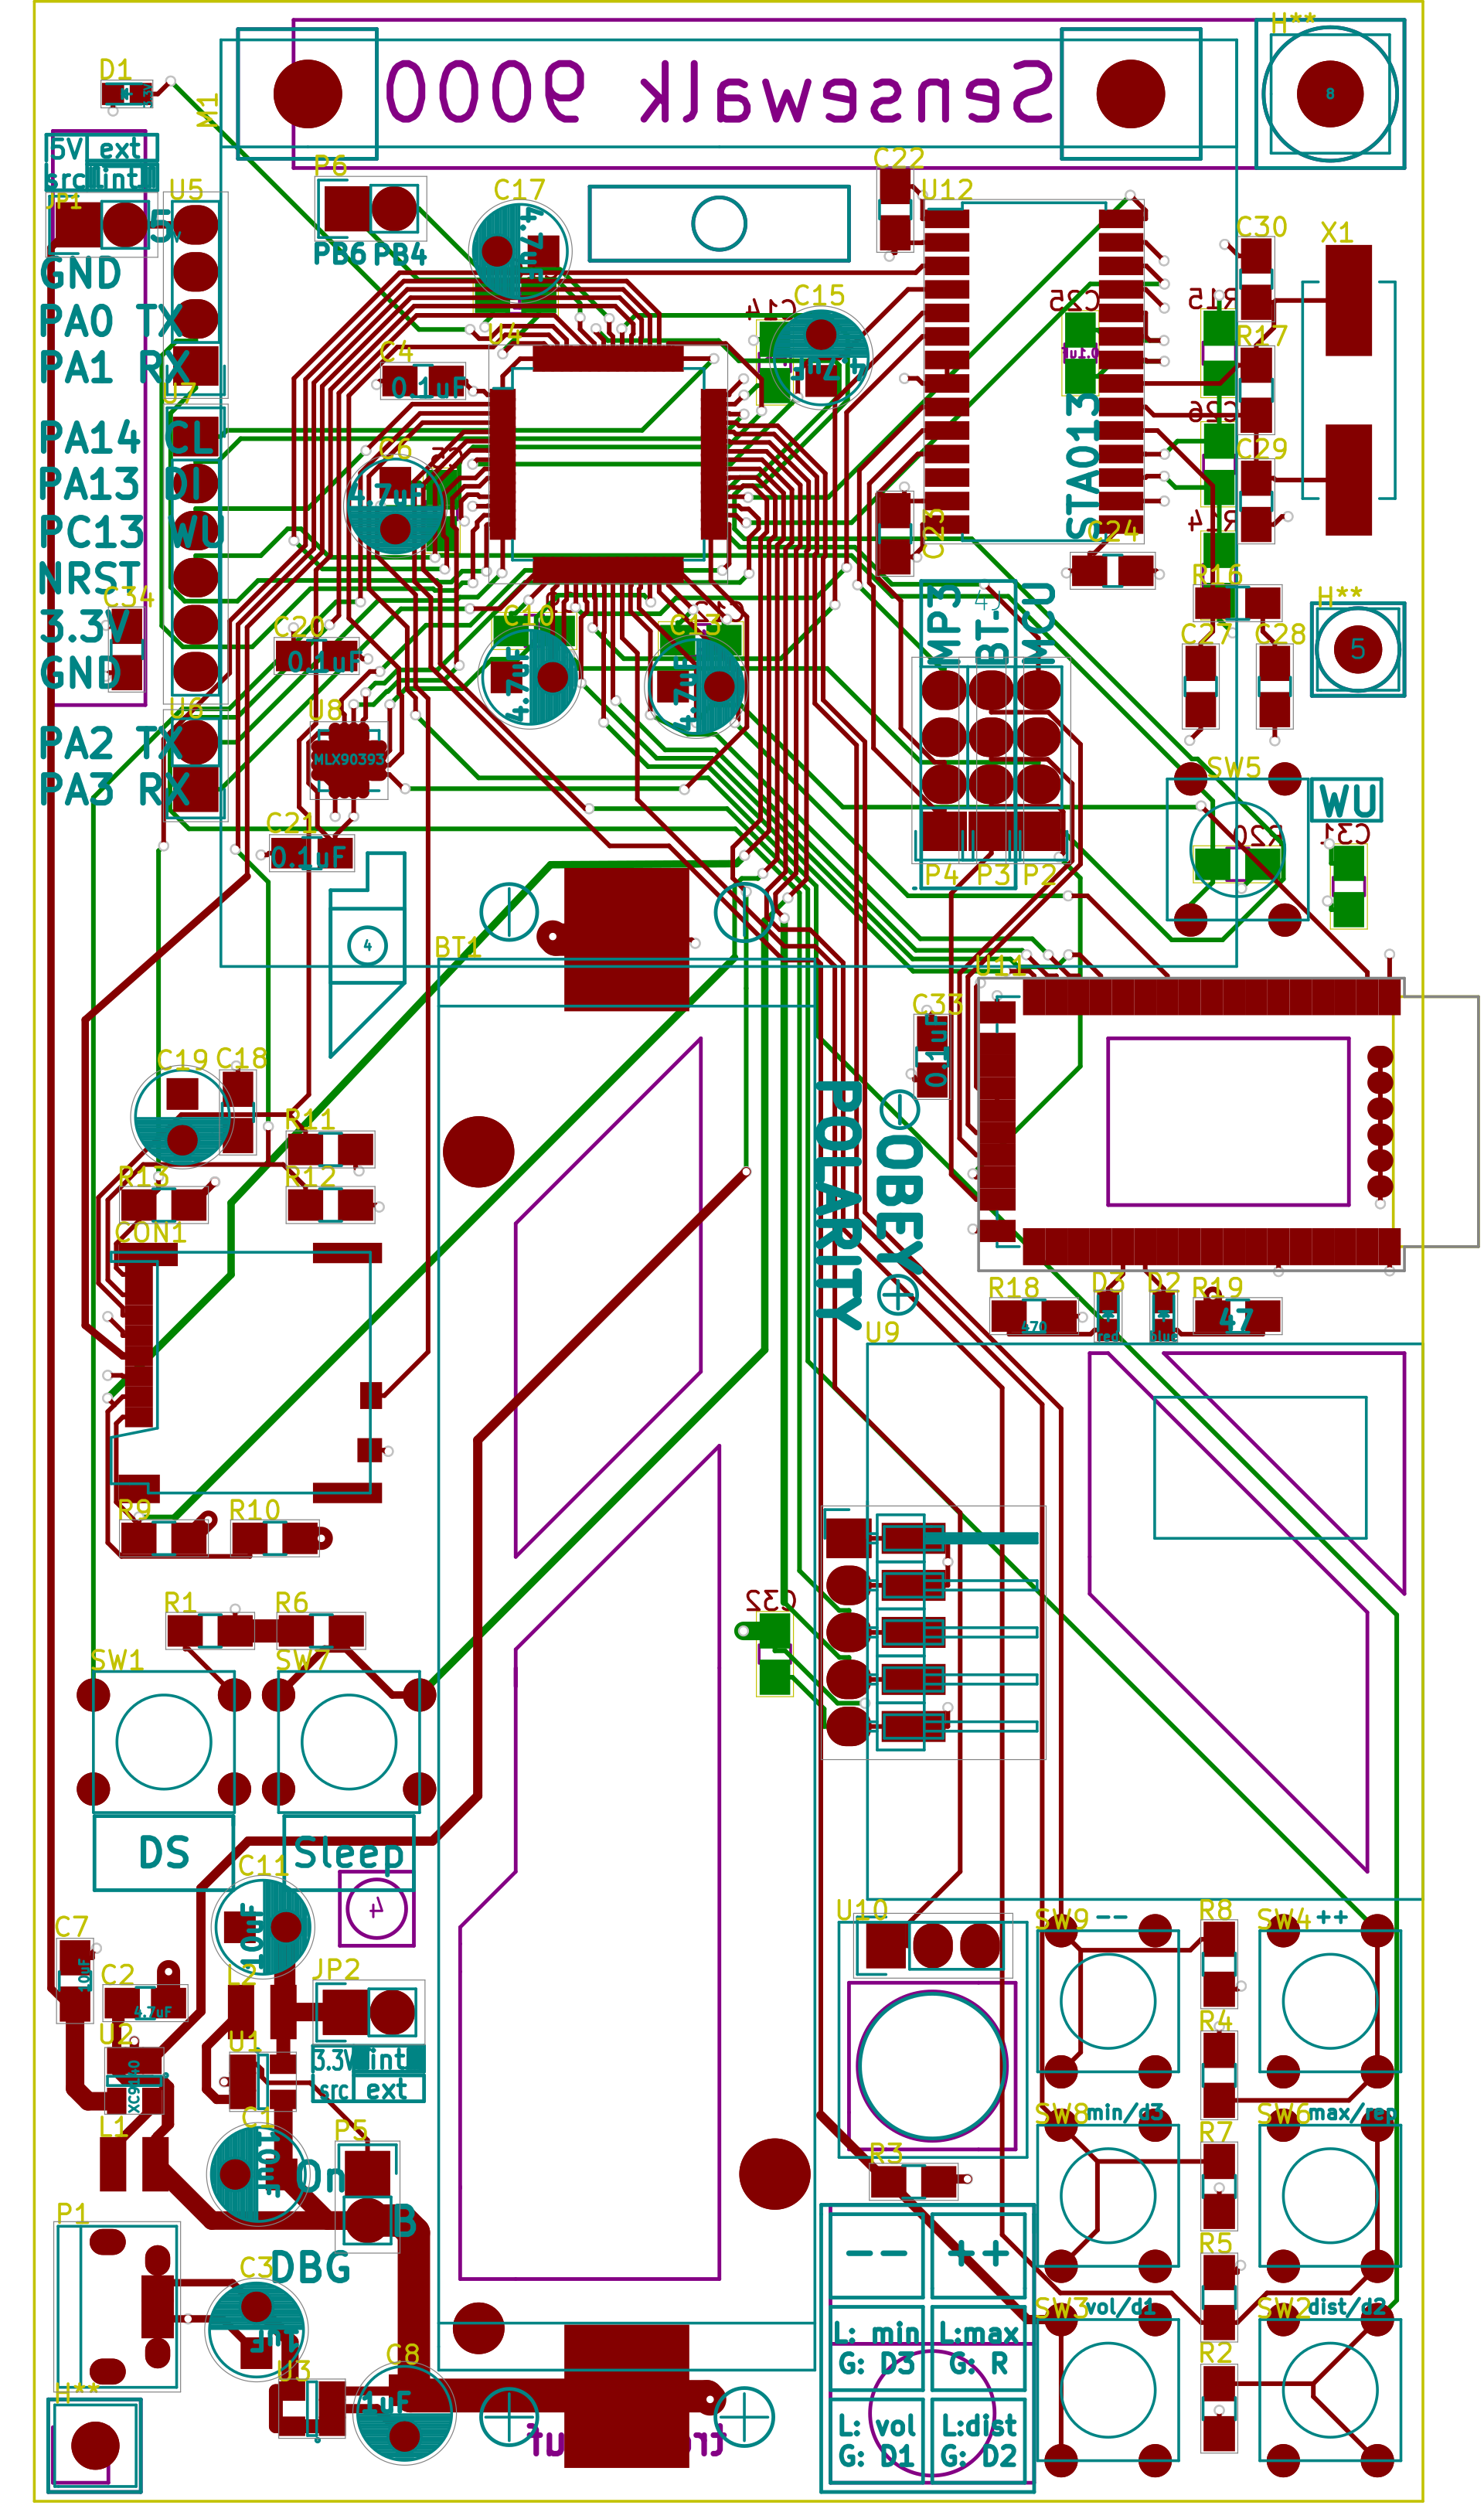 H**
8
D1
3V
M1
Sensewalk 9000
5V ext
src int
JP1
U5
P6
C17
4.7uF
C22
U12
C30
X1
5v
PB6 PB4
GND
PA0 TX
PA1 RX
U4
C4
0.1uF
C14
C15
4.7uF
C25
0.1uF
R15
R17
U7
PA14 CL
PA13 DI
PC13 WU
NRST
3.3V
GND
C6
4.7uF
C26
C29
STA013
C23
C24
R14
R16
H**
5
C34
C20
0.1uF
C10
4.7uF
C13
4.7uF
MP3
BT-
MCU
C27
C28
U6
PA2 TX
PA3 RX
U8
MLX90393
SW5
WU
C21
0.1uF
R20
C31
P4
P3
P2
4
BT1
U11
C33
0.1uF
C19
C18
R11
R13
R12
CON1
- OBEY +
POLARITY
R18
470
D3
red
D2
blue
R19
47
U9
R9
R10
C32
R1
R6
SW1
SW7
DS
Sleep
C11
10uF
4
U10
C7
10uF
C2
4.7uF
L2
JP2
3.3V int
src ext
U2
XC9140
U1
L1
C1
10uF
On
P5
B
DBG
P1
C3
1uF
U3
C8
1uF
H**
SW9
--
R8
SW4
++
R4
SW8
min/d3
SW6
max/rep
R7
R3
R5
SW3
vol/d1
SW2
dist/d2
R2
-- ++
L: min L:max
G: D3 G: R
L: vol L:dist
G: D1 G: D2